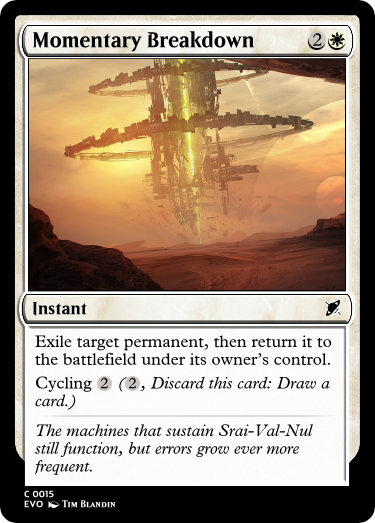 Momentary Breakdown 2
Instant
Exile target permanent, then return it to
the battlefield under its owner's control.
Cycling 2 (2, Discard this card: Draw a
card.)
The machines that sustain Srai-Val-Nul
still function, but errors grow ever more
frequent.
C 0015
EVO Tim Blandin